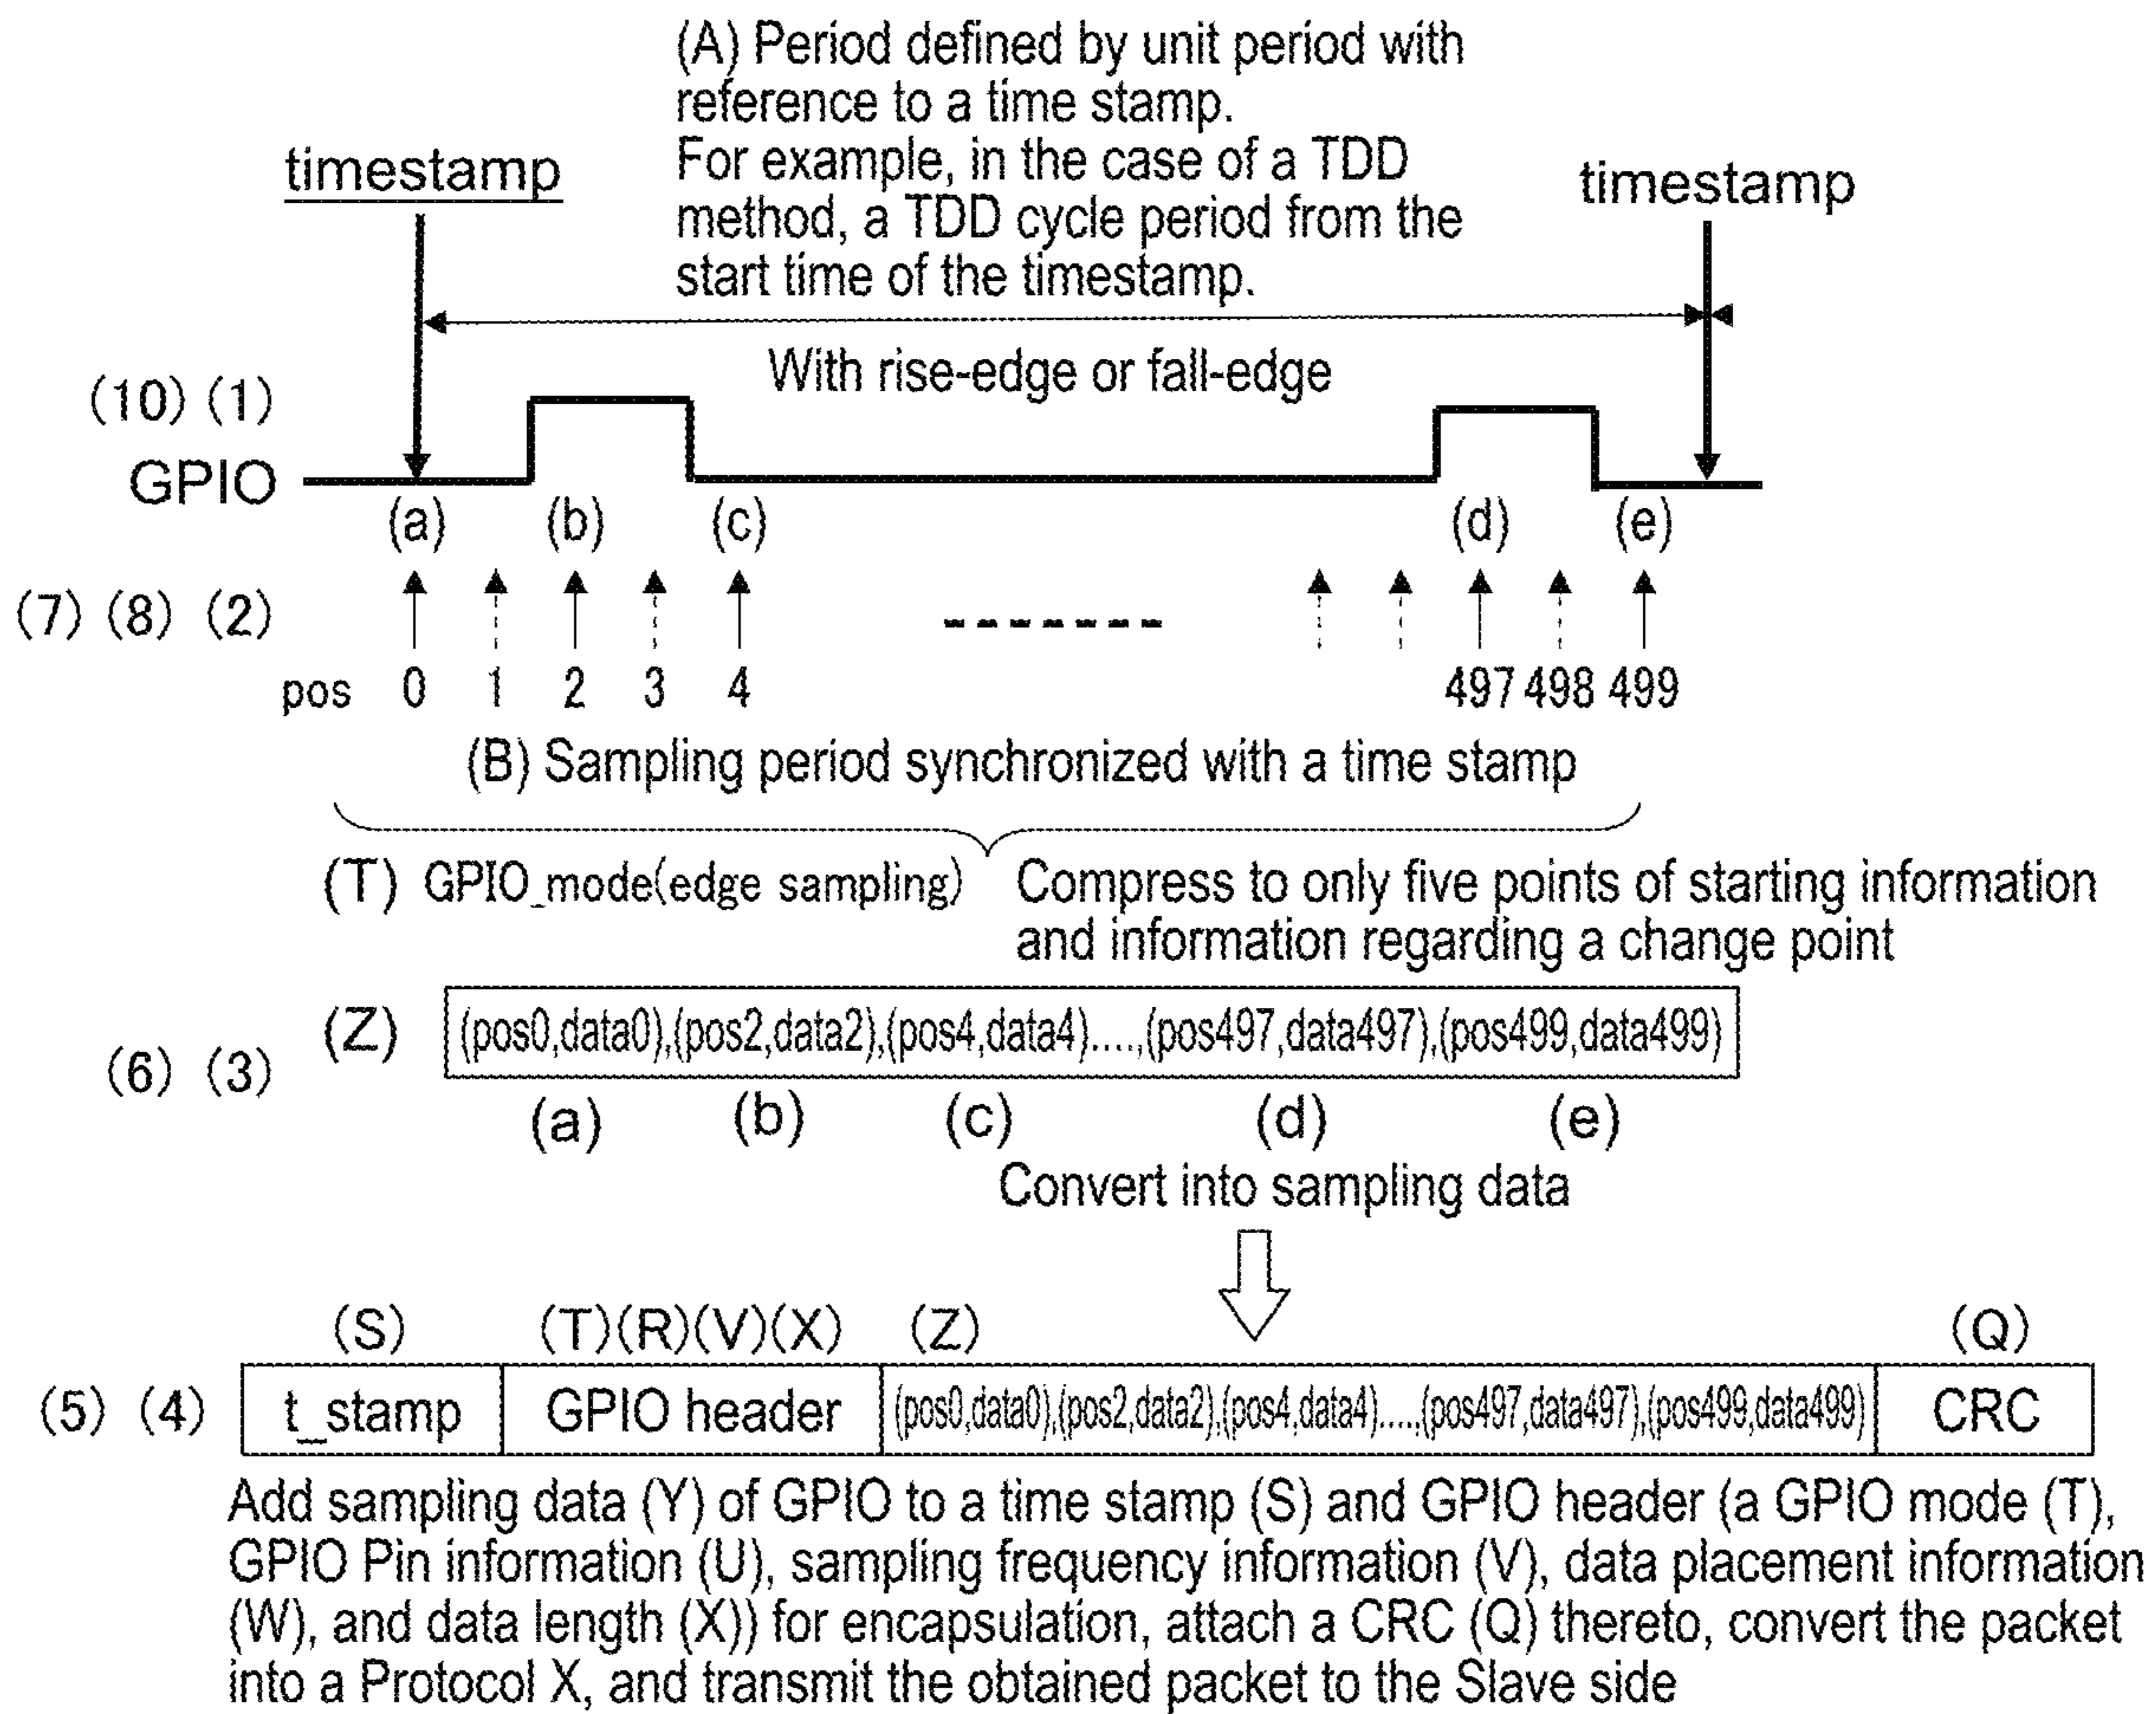 (A) Period defined by unit period with
reference to a time stamp.
For example, in the case of a TDD
method, a TDD cycle period from the
start time of the timestamp.
timestamp
timestamp
With rise-edge or fall-edge
(10) (1)
GPIO
(a) (b) (c) (d) (e)
(7) (8) (2)
pos 0 1 2 3 4 497 498 499
(B) Sampling period synchronized with a time stamp
(T) GPIO_mode(edge sampling)
Compress to only five points of starting information
and information regarding a change point
(Z) (pos0,data0),(pos2,data2),(pos4,data4)....,(pos497,data497),(pos499,data499)
(6) (3)
(a) (b) (c) (d) (e)
Convert into sampling data
(S) (T)(R)(V)(X) (Z) (Q)
(5) (4) t_stamp GPIO header (pos0,data0),(pos2,data2),(pos4,data4).....,(pos497,data497),(pos499,data499) CRC
Add sampling data (Y) of GPIO to a time stamp (S) and GPIO header (a GPIO mode (T),
GPIO Pin information (U), sampling frequency information (V), data placement information
(W), and data length (X)) for encapsulation, attach a CRC (Q) thereto, convert the packet
into a Protocol X, and transmit the obtained packet to the Slave side